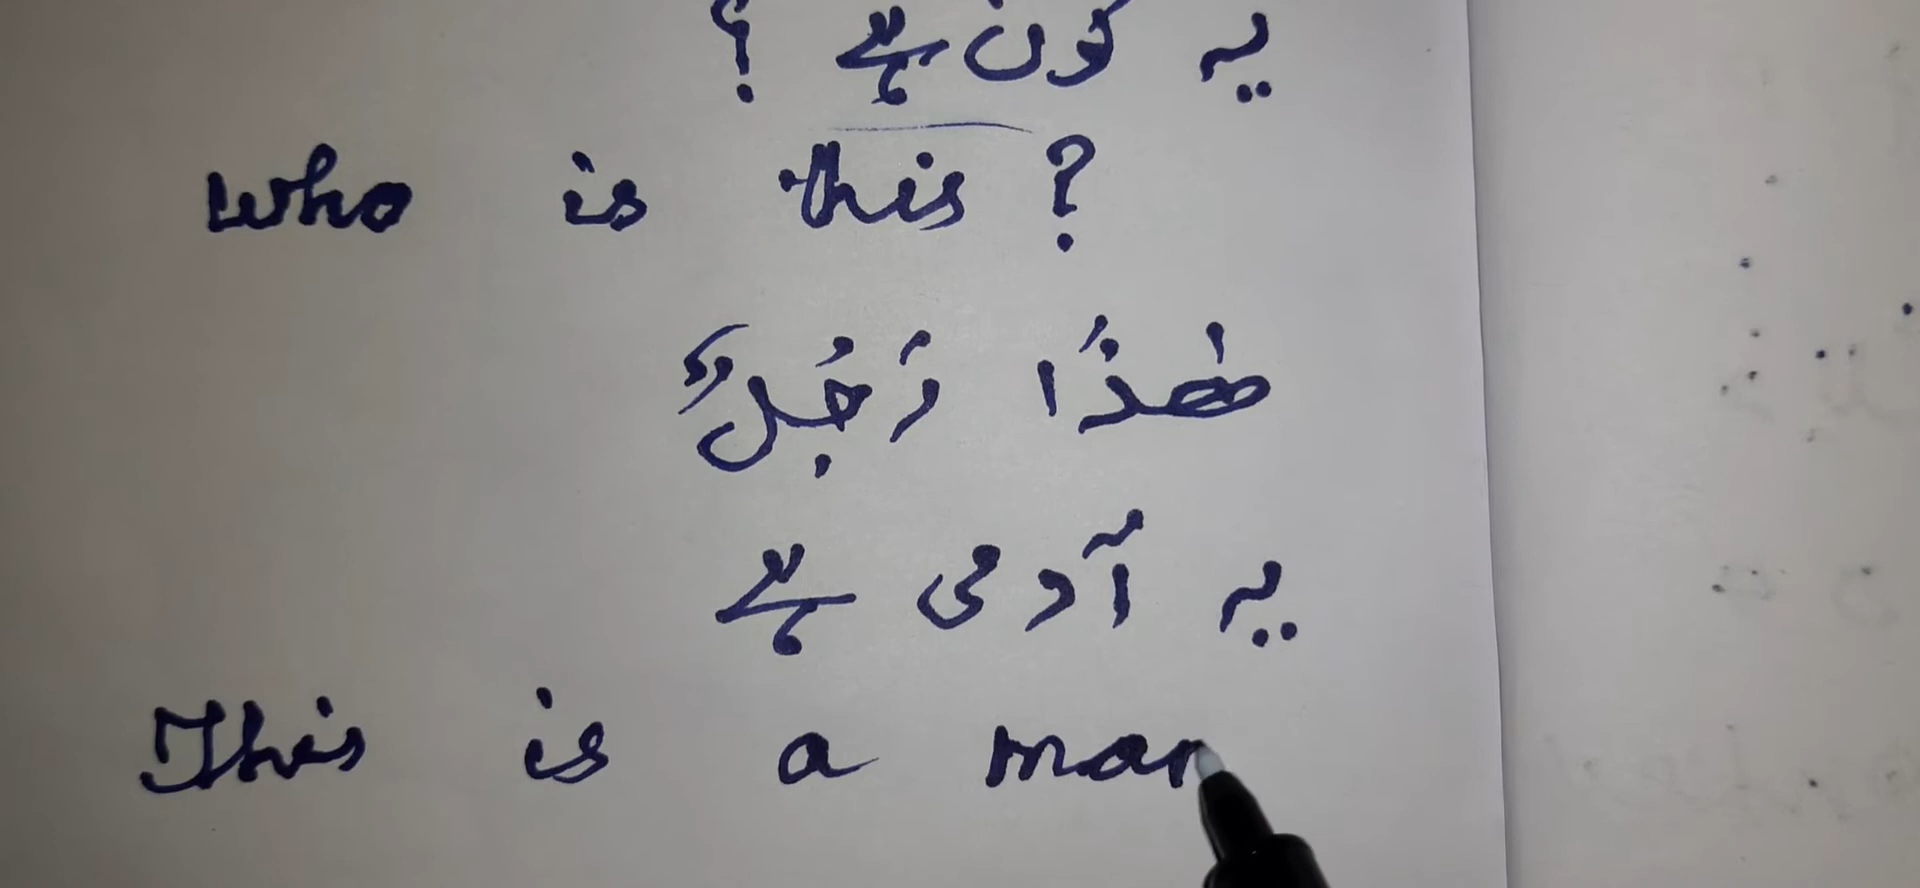 یہ کون ہے ؟
Who is this ?
ھٰذَا رَجُلٌ
یہ آدمی ہے
This is a man